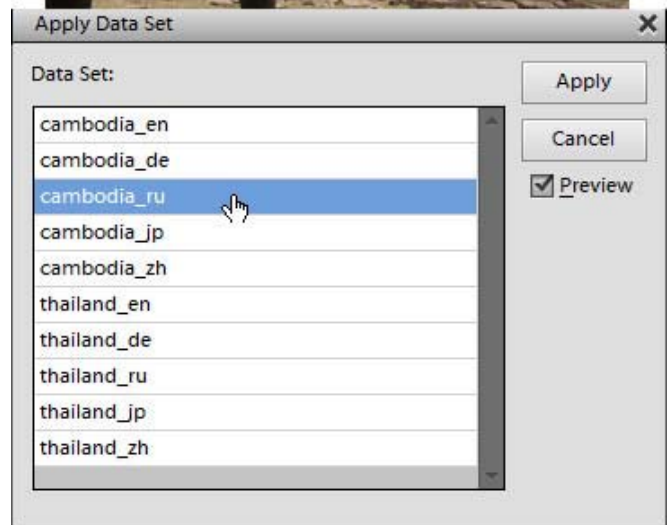 Apply Data Set
Data Set:
Apply
Cancel
Preview
cambodia_en
cambodia_de
cambodia_ru
cambodia_jp
cambodia_zh
thailand_en
thailand_de
thailand_ru
thailand_jp
thailand_zh